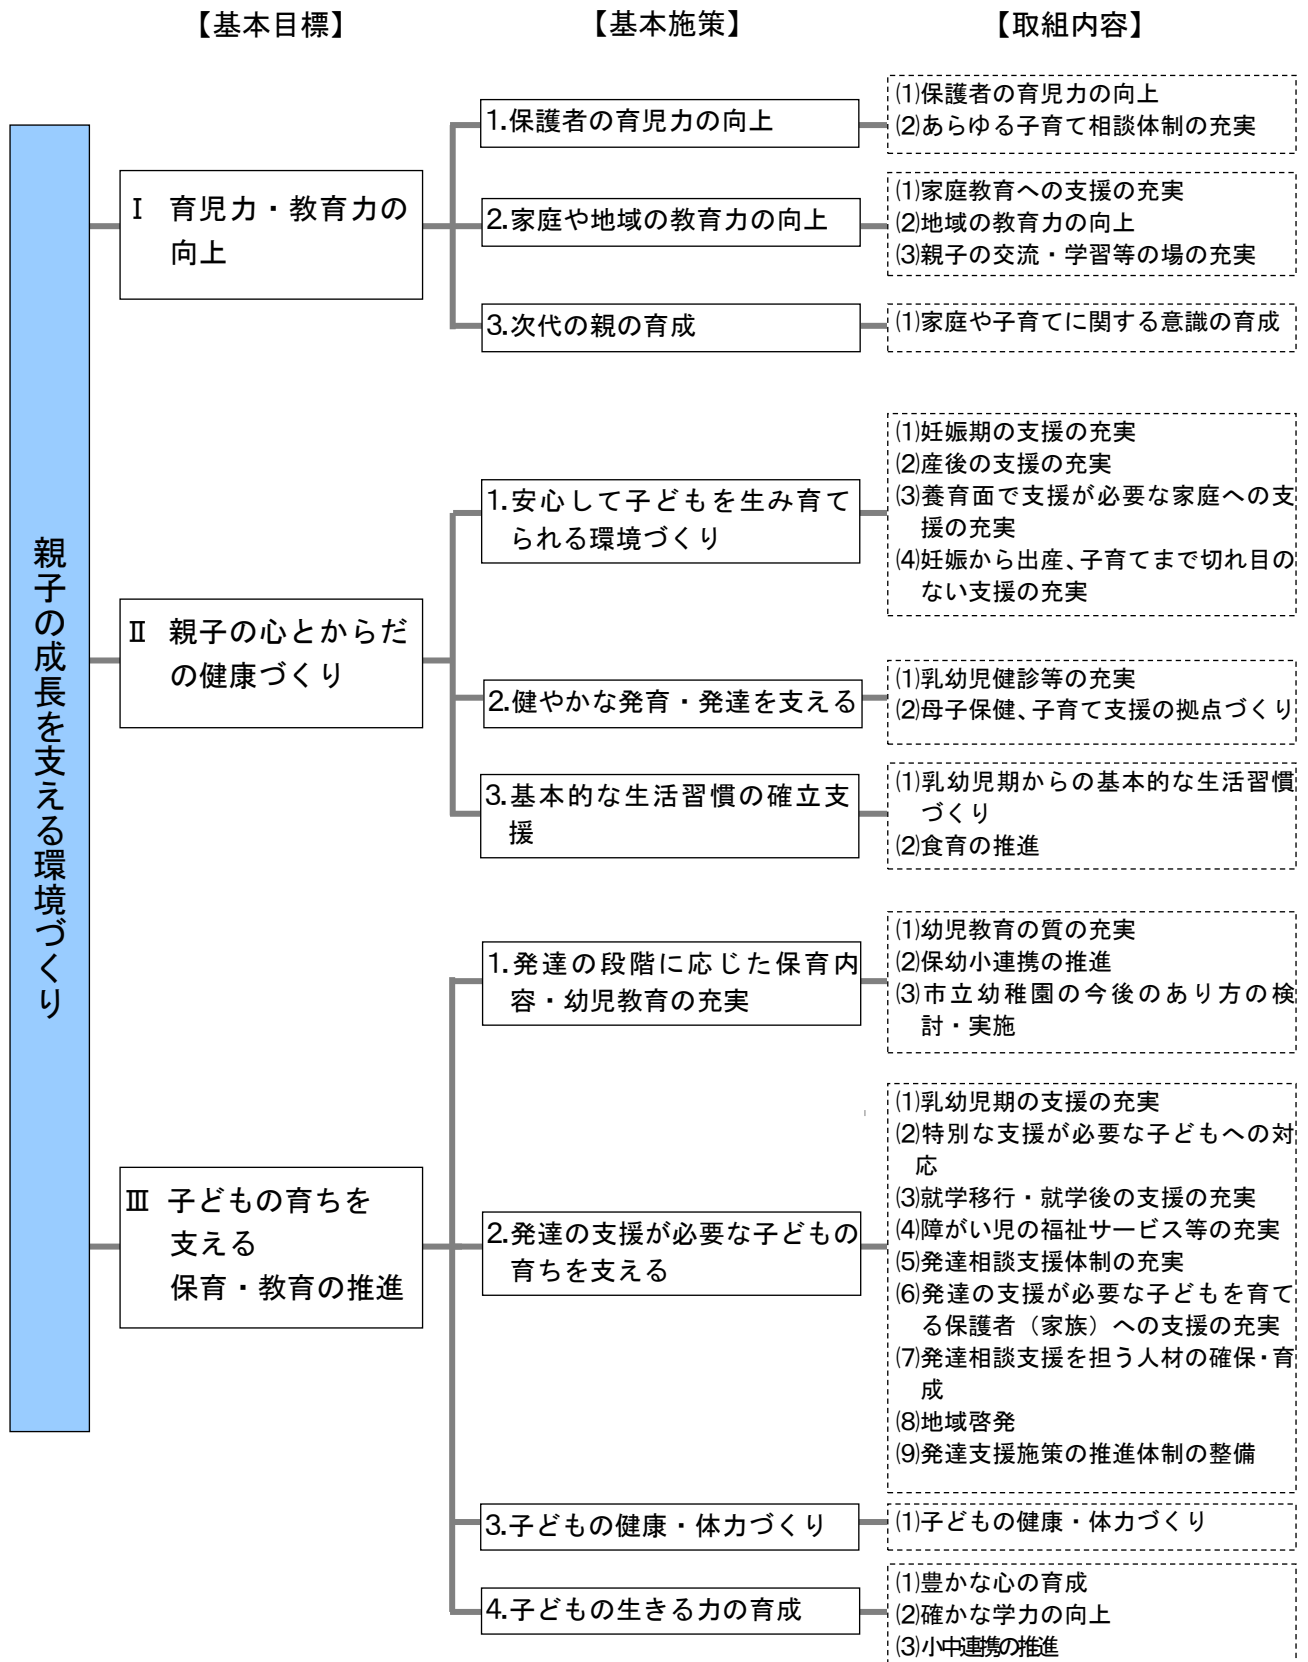 【基本目標】
【基本施策】
【取組内容】
親子の成長を支える環境づくり
Ⅰ 育児力・教育力の
向上
1.保護者の育児力の向上
⑴保護者の育児力の向上
⑵あらゆる子育て相談体制の充実
2.家庭や地域の教育力の向上
⑴家庭教育への支援の充実
⑵地域の教育力の向上
⑶親子の交流・学習等の場の充実
3.次代の親の育成
⑴家庭や子育てに関する意識の育成
Ⅱ 親子の心とからだ
の健康づくり
1.安心して子どもを生み育て
られる環境づくり
⑴妊娠期の支援の充実
⑵産後の支援の充実
⑶養育面で支援が必要な家庭への支
援の充実
⑷妊娠から出産、子育てまで切れ目の
ない支援の充実
2.健やかな発育・発達を支える
⑴乳幼児健診等の充実
⑵母子保健、子育て支援の拠点づくり
3.基本的な生活習慣の確立支
援
⑴乳幼児期からの基本的な生活習慣
づくり
⑵食育の推進
Ⅲ 子どもの育ちを
支える
保育・教育の推進
1.発達の段階に応じた保育内
容・幼児教育の充実
⑴幼児教育の質の充実
⑵保幼小連携の推進
⑶市立幼稚園の今後のあり方の検
討・実施
2.発達の支援が必要な子どもの
育ちを支える
⑴乳幼児期の支援の充実
⑵特別な支援が必要な子どもへの対
応
⑶就学移行・就学後の支援の充実
⑷障がい児の福祉サービス等の充実
⑸発達相談支援体制の充実
⑹発達の支援が必要な子どもを育て
る保護者（家族）への支援の充実
⑺発達相談支援を担う人材の確保・育
成
⑻地域啓発
⑼発達支援施策の推進体制の整備
3.子どもの健康・体力づくり
⑴子どもの健康・体力づくり
4.子どもの生きる力の育成
⑴豊かな心の育成
⑵確かな学力の向上
⑶小中連携の推進